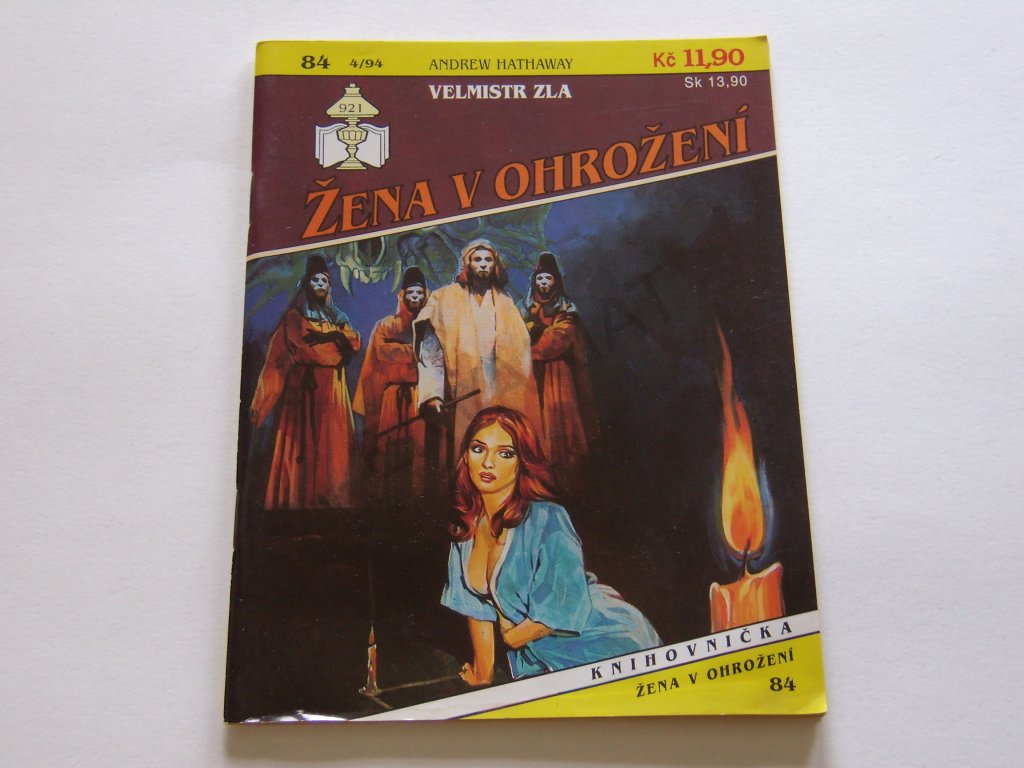 84 4/94 ANDREW HATHAWAY Kč 11,90
VELMISTR ZLA Sk 13,90
921
ŽENA V OHROŽENÍ
KNIHOVNIČKA
ŽENA V OHROŽENÍ
84